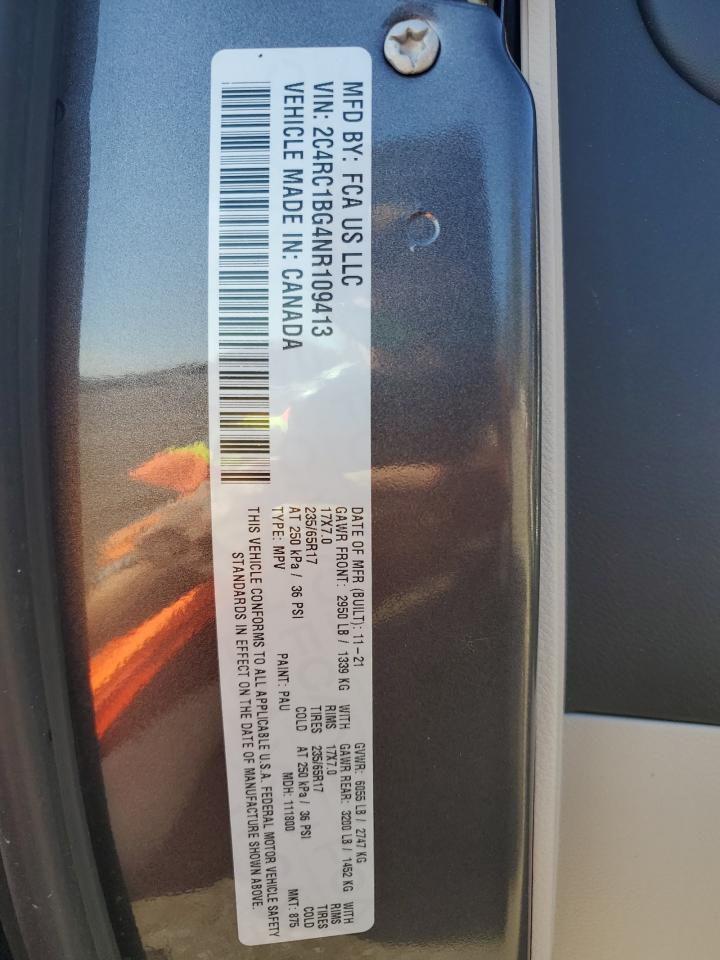 MFD BY: FCA US LLC
VIN: 2C4RC1BG4NR109413
VEHICLE MADE IN: CANADA
DATE OF MFR (BUILT): 11-21 GVWR: 6055 LB / 2747 KG
GAWR FRONT: 2950 LB / 1339 KG WITH GAWR REAR: 3200 LB / 1452 KG WITH
17X7.0 RIMS 17X7.0 RIMS
235/65R17 TIRES 235/65R17 TIRES
AT 250 kPa / 36 PSI COLD AT 250 kPa / 36 PSI COLD
TYPE: MPV PAINT: PAU MDH: 111800 MKT: 875
THIS VEHICLE CONFORMS TO ALL APPLICABLE U.S.A. FEDERAL MOTOR VEHICLE SAFETY
STANDARDS IN EFFECT ON THE DATE OF MANUFACTURE SHOWN ABOVE.